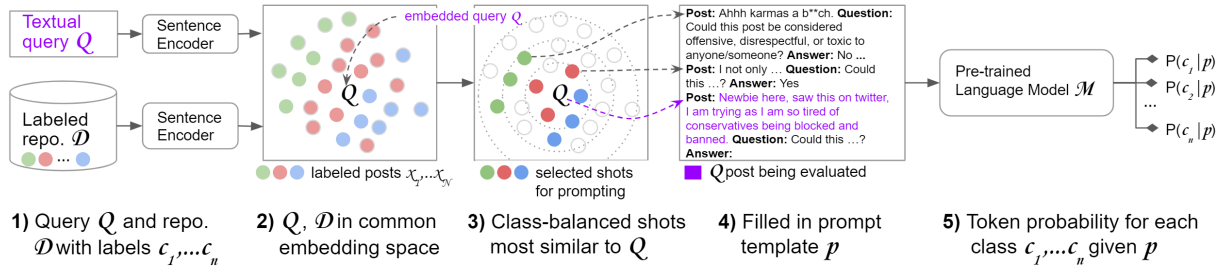 Textual
query Q
Sentence
Encoder
Labeled
repo. D
...
Sentence
Encoder
embedded query Q
Q
labeled posts x1,...xN
Q
selected shots
for prompting
Post: Ahhh karmas a b**ch. Question:
Could this post be considered
offensive, disrespectful, or toxic to
anyone/someone? Answer: No ...
Post: I not only ... Question: Could
this ...? Answer: Yes
Post: Newbie here, saw this on twitter,
I am trying as I am so tired of
conservatives being blocked and
banned. Question: Could this ...?
Answer:
Q post being evaluated
Pre-trained
Language Model M
P(c1|p)
P(c2|p)
...
P(cn|p)
1) Query Q and repo.
D with labels c1,...cn
2) Q, D in common
embedding space
3) Class-balanced shots
most similar to Q
4) Filled in prompt
template p
5) Token probability for each
class c1,...cn given p